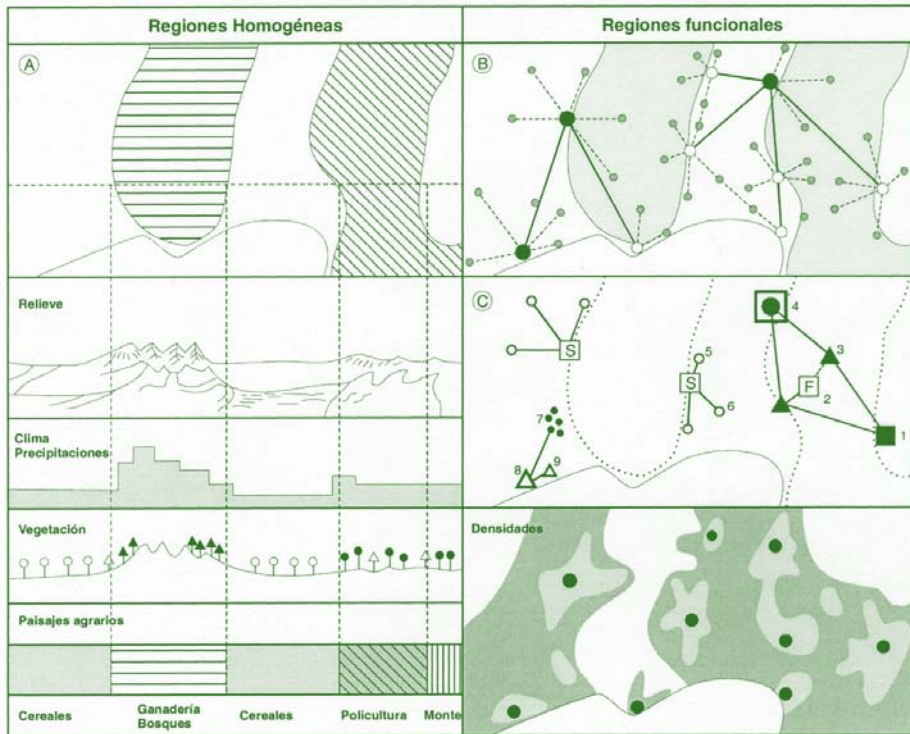 Regiones Homogéneas
Regiones funcionales
A
B
Relieve
C
4
S
5
3
S
F
2
6
7
1
8
9
Clima
Precipitaciones
Vegetación
Densidades
Paisajes agrarios
Cereales
Ganadería
Bosques
Cereales
Policultura
Monte